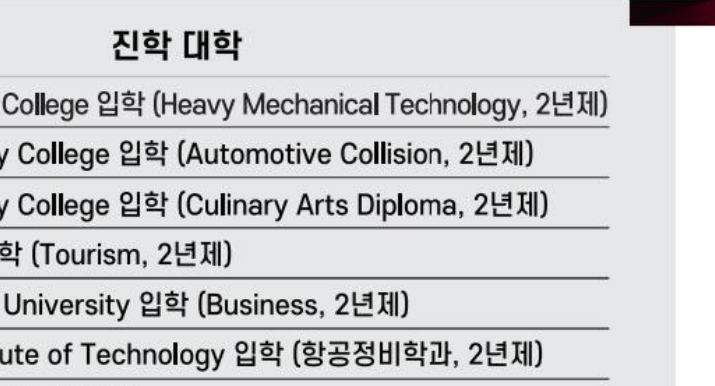 진학 대학
College 입학 (Heavy Mechanical Technology, 2년제)
College 입학 (Automotive Collision, 2년제)
College 입학 (Culinary Arts Diploma, 2년제)
(Tourism, 2년제)
University 입학 (Business, 2년제)
of Technology 입학 (항공정비학과, 2년제)